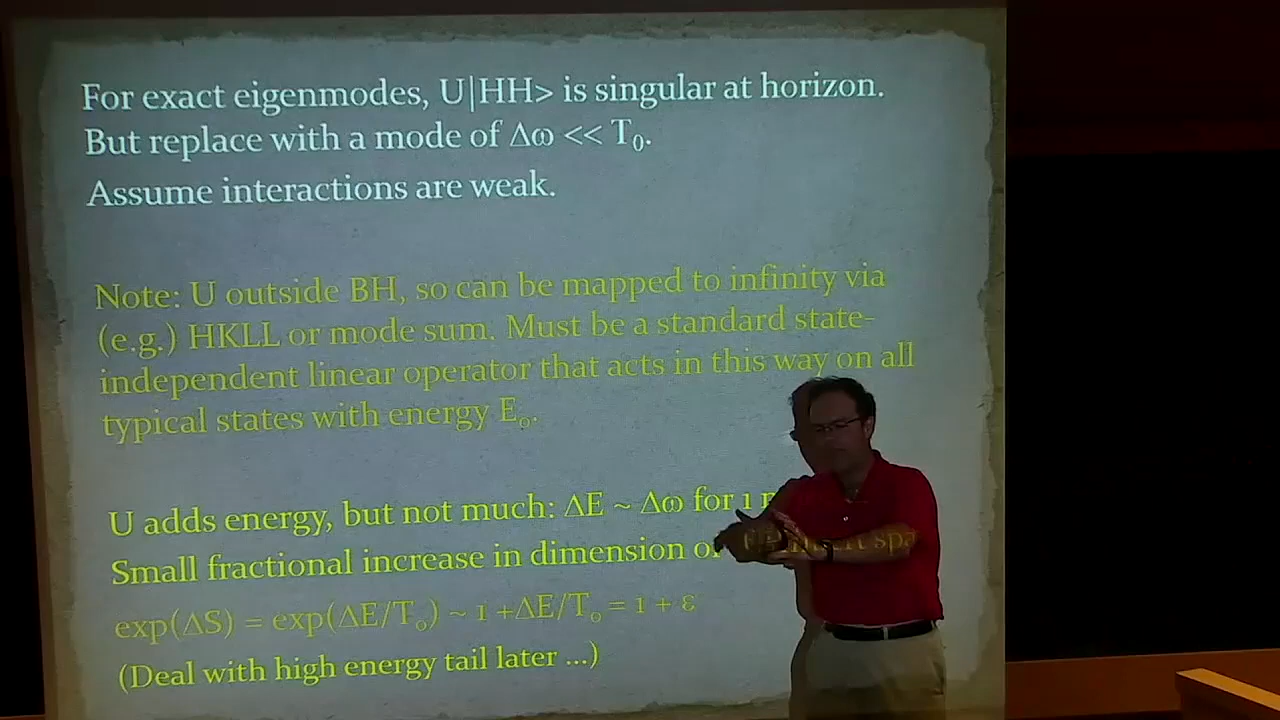 For exact eigenmodes, U|HH> is singular at horizon.
But replace with a mode of Δω << T₀.
Assume interactions are weak.
Note: U outside BH, so can be mapped to infinity via
(e.g.) HKLL or mode sum. Must be a standard state-
independent linear operator that acts in this way on all
typical states with energy E₀.
U adds energy, but not much: ΔE ~ Δω for 1
Small fractional increase in dimension
exp(ΔS) = exp(ΔE/T₀) ~ 1 +ΔE/T₀ = 1 + ε
(Deal with high energy tail later ...)